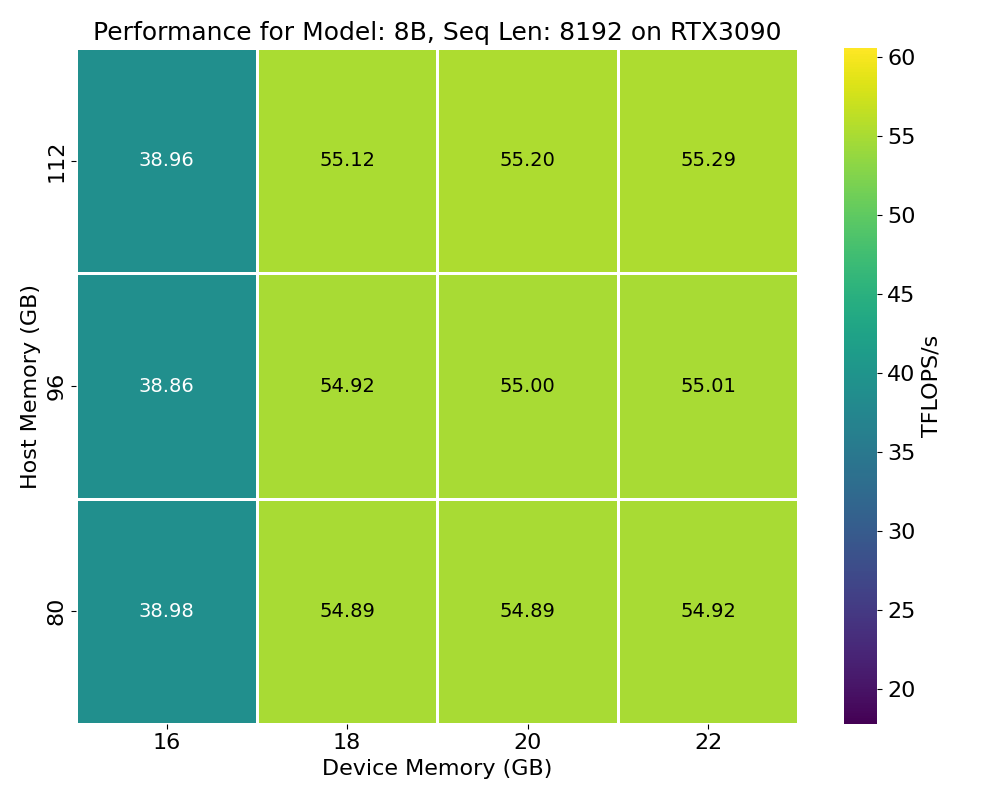 Performance for Model: 8B, Seq Len: 8192 on RTX3090
Host Memory (GB)
112
38.96 55.12 55.20 55.29
96
38.86 54.92 55.00 55.01
80
38.98 54.89 54.89 54.92
16 18 20 22
Device Memory (GB)
60
55
50
45
40
35
30
25
20
TFLOPS/s